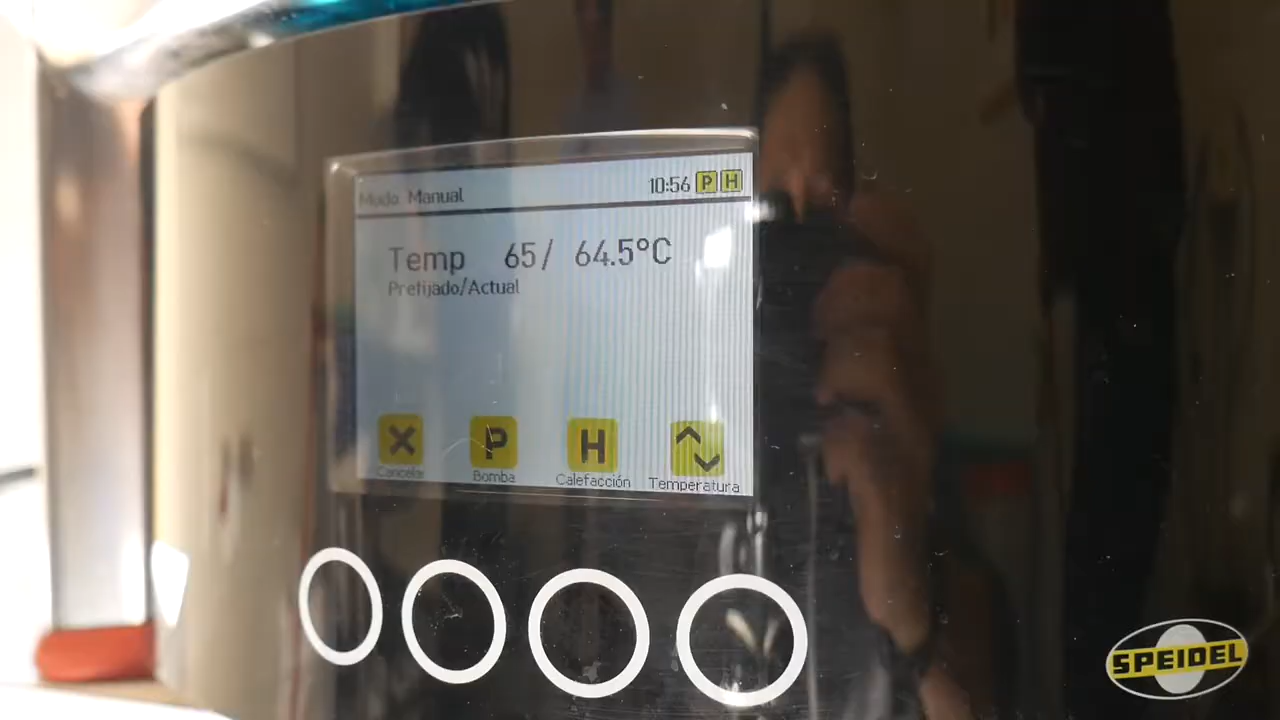 Modo Manual 10:56 P H
Temp 65/ 64.5°C
Prefijado/Actual
X P H
Cancelar Bomba Calefacción Temperatura
SPEIDEL